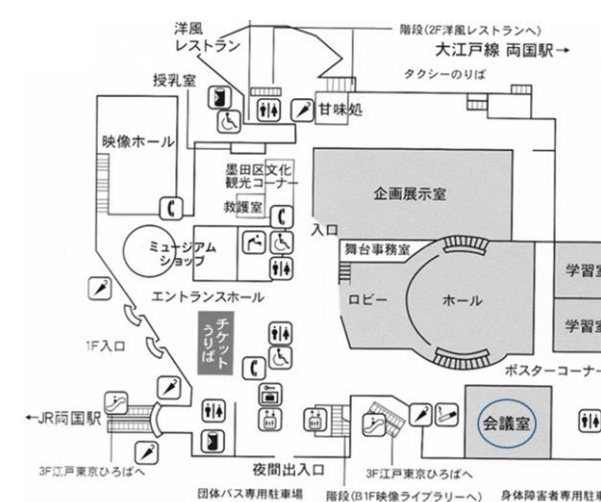 洋風
レストラン
階段(2F洋風レストランへ)
大江戸線 両国駅→
タクシーのりば
授乳室
甘味処
映像ホール
墨田区文化
観光コーナー
企画展示室
救護室
入口
舞台事務室
ミュージアム
ショップ
学習室
エントランスホール
ロビー
ホール
チケット
うりば
学習室
1F入口
ポスターコーナー
←JR両国駅
会議室
3F江戸東京ひろばへ
夜間出入口
3F江戸東京ひろばへ
団体バス専用駐車場
階段(B1F映像ライブラリーへ)
身体障害者専用駐車